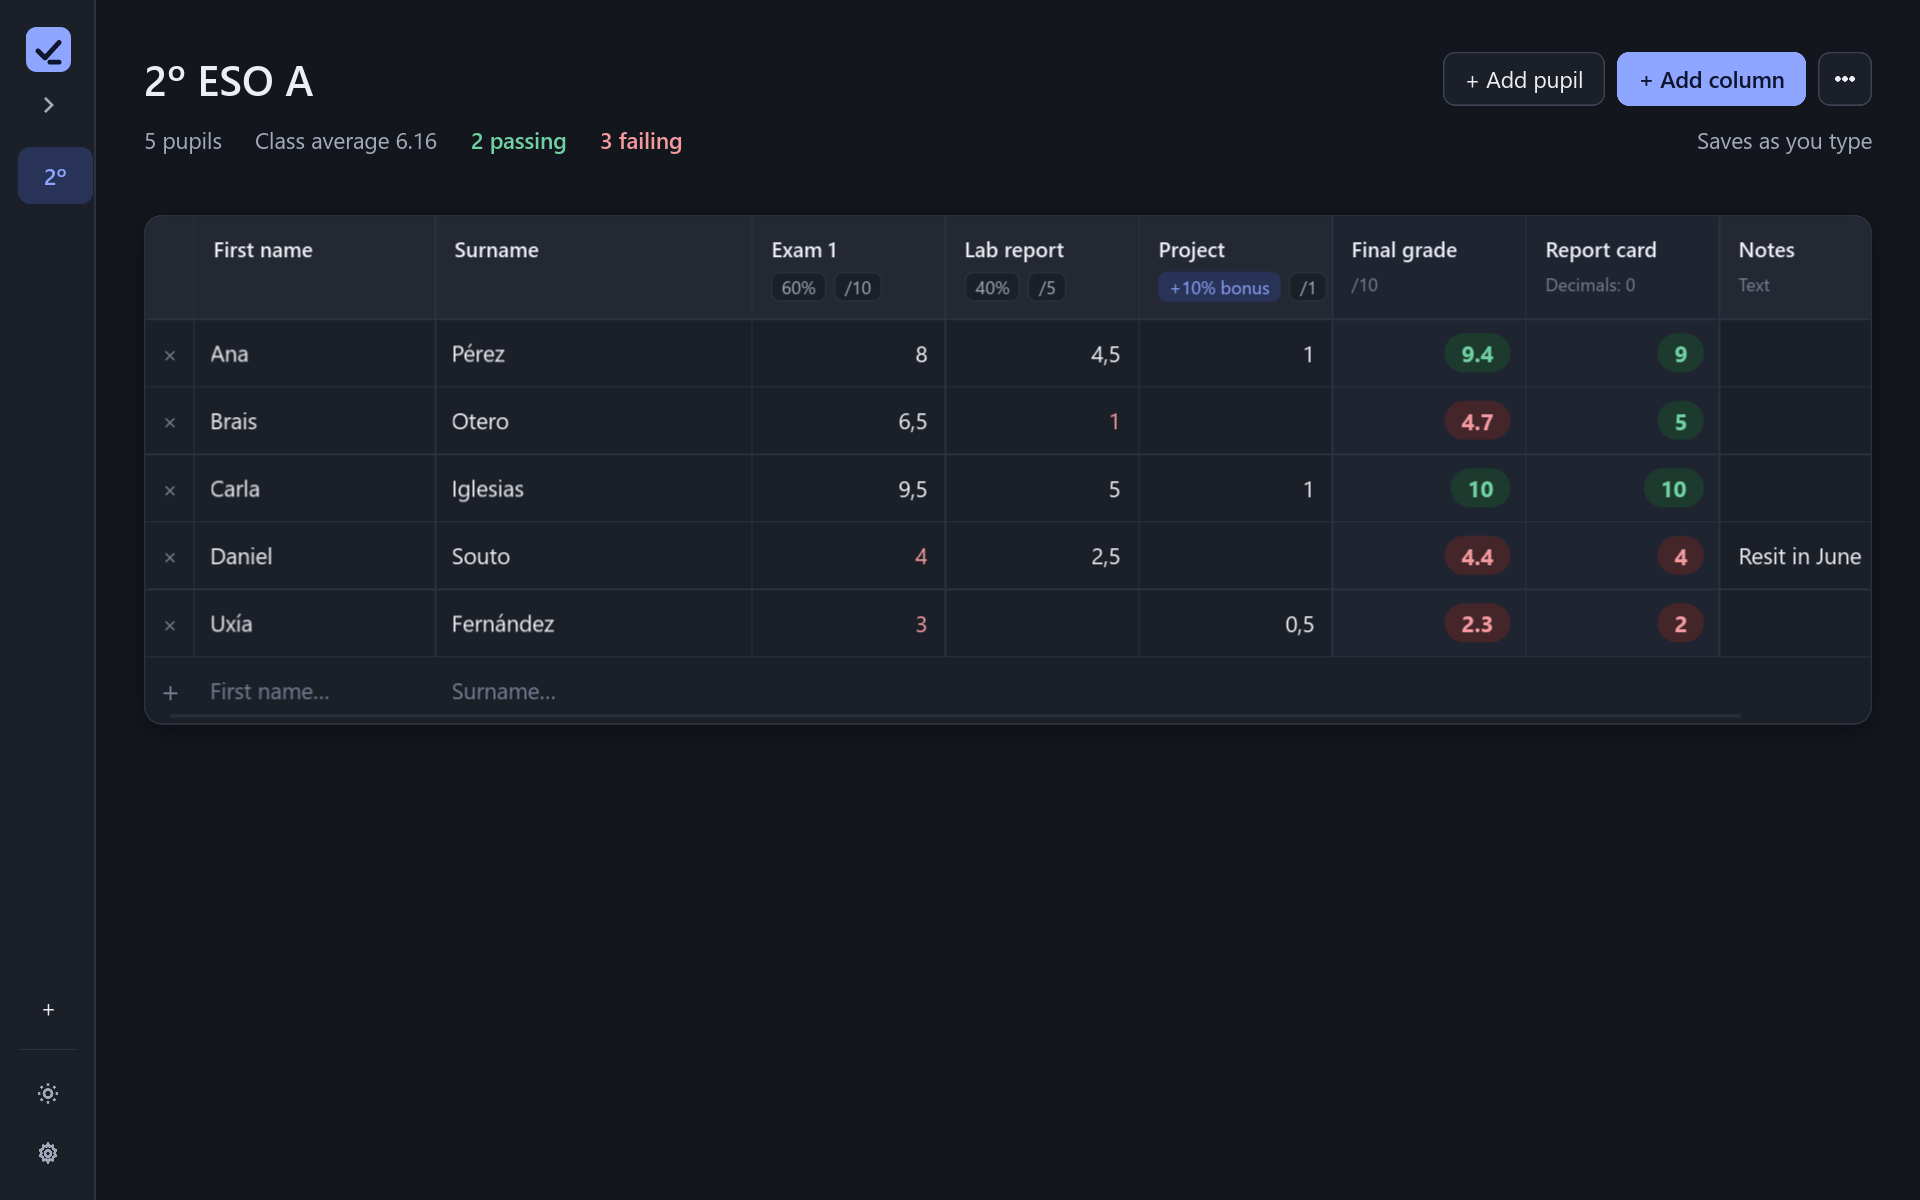 2º ESO A
+ Add pupil
+ Add column
5 pupils Class average 6.16 2 passing 3 failing
Saves as you type
2º
First name Surname Exam 1 Lab report Project Final grade Report card Notes
60% /10 40% /5 +10% bonus /1 /10 Decimals: 0 Text
× Ana Pérez 8 4,5 1 9.4 9
× Brais Otero 6,5 1 4.7 5
× Carla Iglesias 9,5 5 1 10 10
× Daniel Souto 4 2,5 4.4 4 Resit in June
× Uxía Fernández 3 0,5 2.3 2
+ First name... Surname...
+